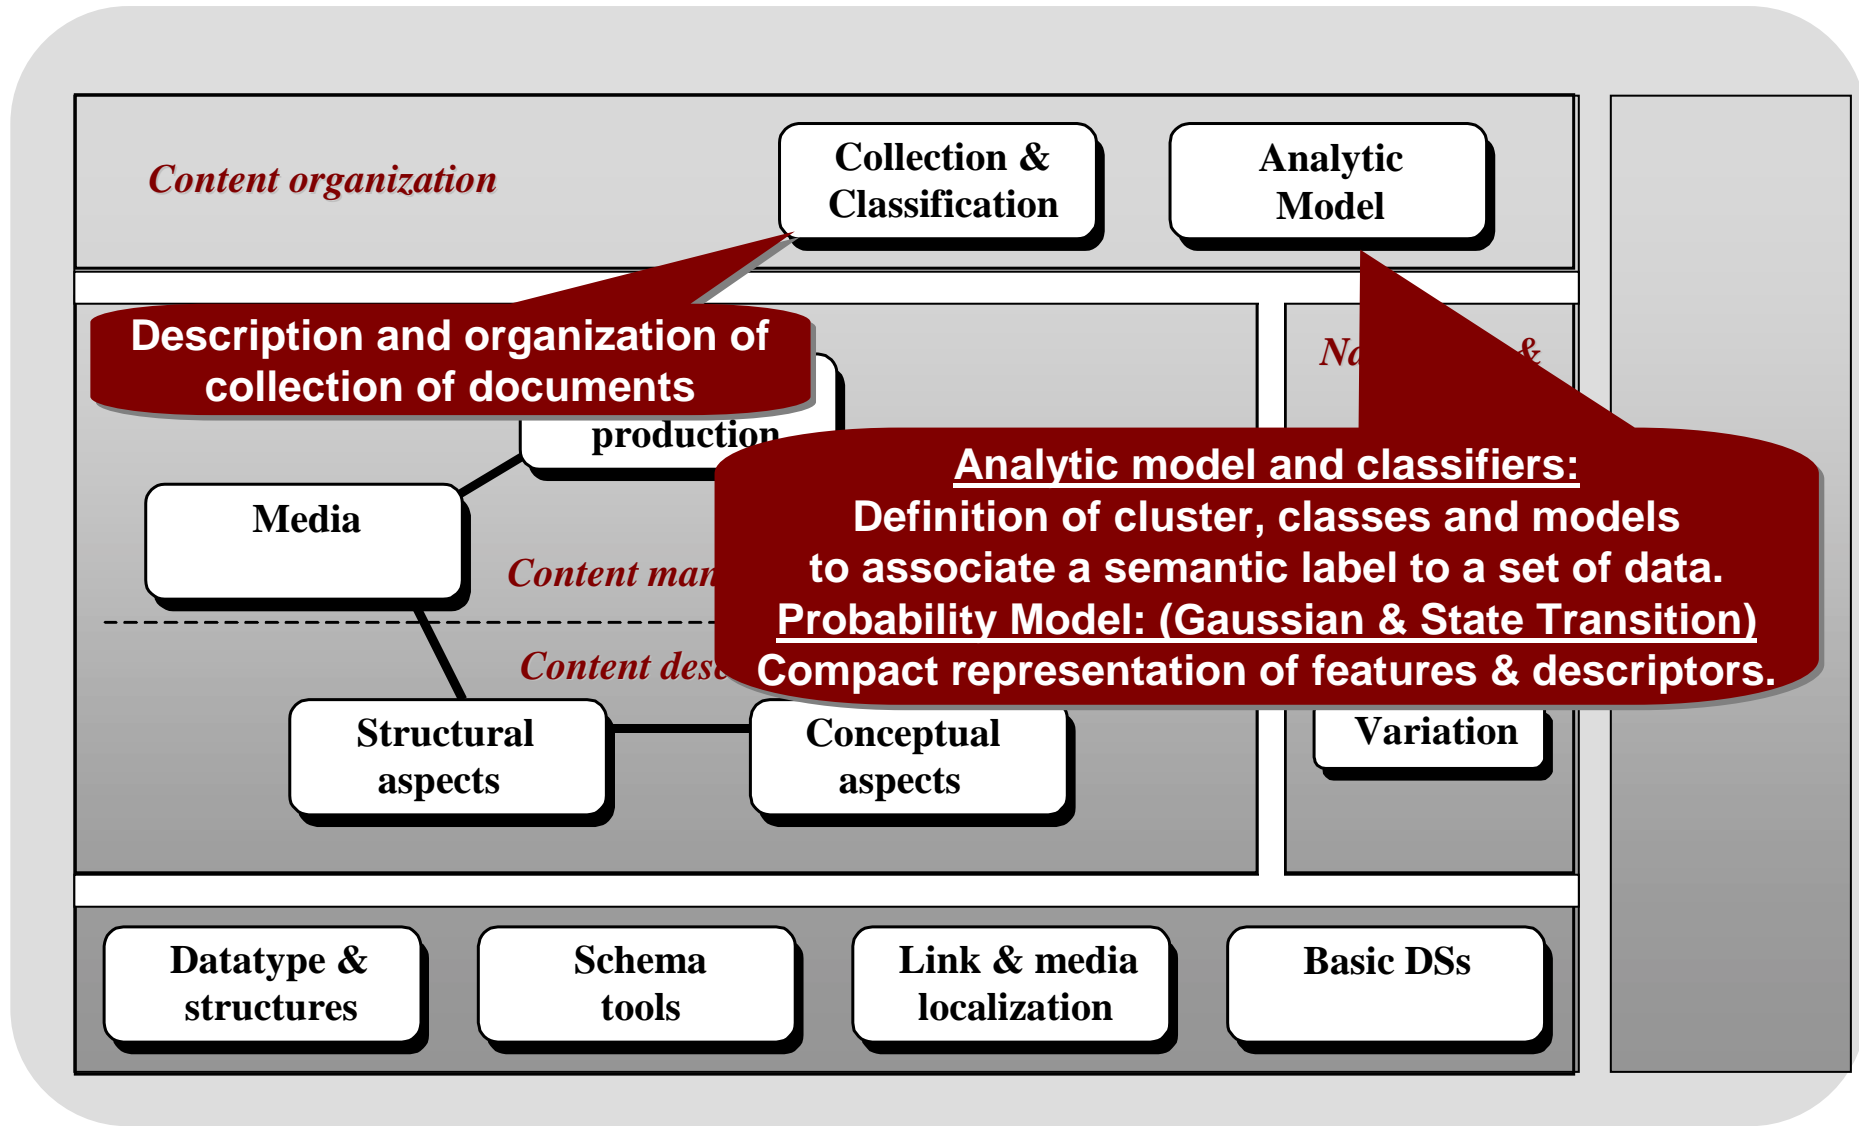 Content organization
Collection &
Classification
Analytic
Model
Description and organization of
collection of documents
&
production
Analytic model and classifiers:
Definition of cluster, classes and models
to associate a semantic label to a set of data.
Probability Model: (Gaussian & State Transition)
Compact representation of features & descriptors.
Media
Content
Content
Structural
aspects
Conceptual
aspects
Variation
Datatype &
structures
Schema
tools
Link & media
localization
Basic DSs